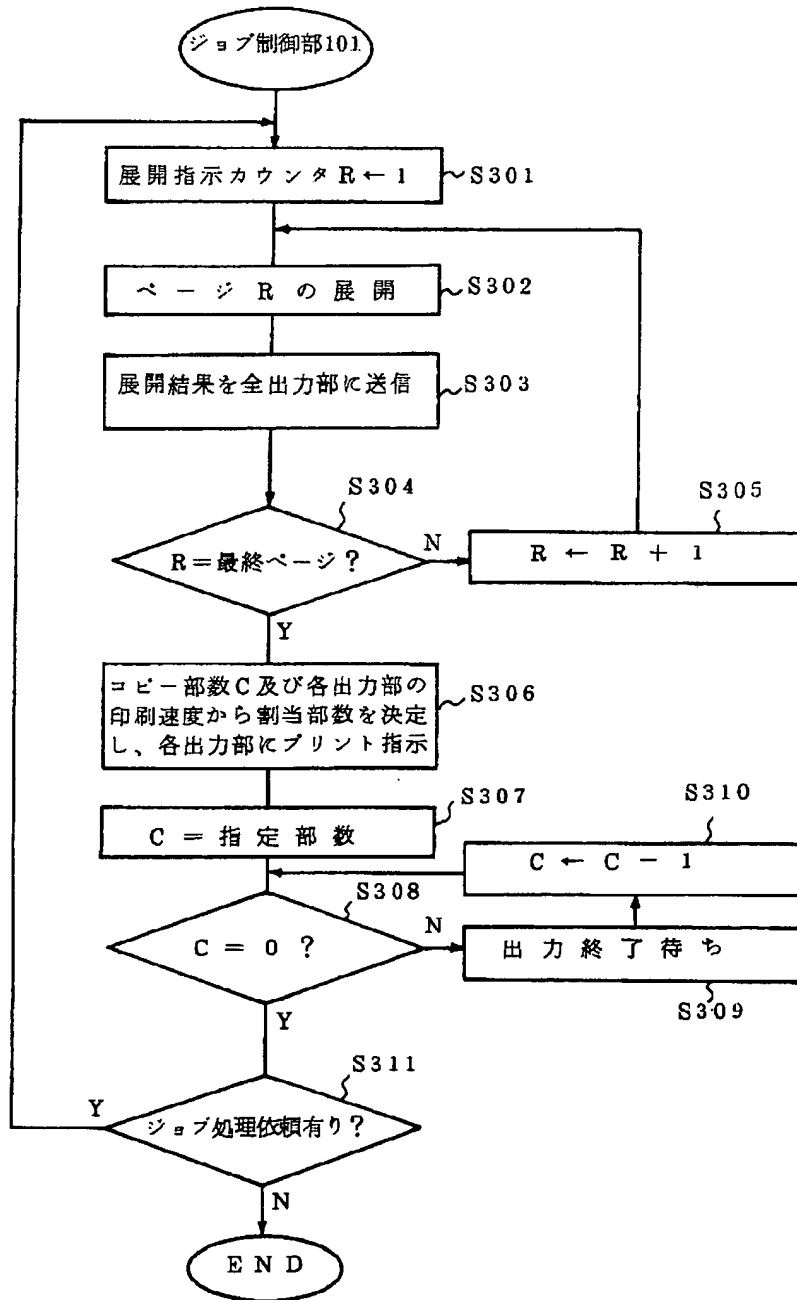 ジョブ制御部101
展開指示カウンタR←1
S301
ページRの展開
S302
展開結果を全出力部に送信
S303
S304
R=最終ページ?
N
S305
R←R+1
Y
コピー部数C及び各出力部の
印刷速度から割当部数を決定
し、各出力部にプリント指示
S306
S307
C=指定部数
S310
C←C-1
S308
C=0?
N
出力終了待ち
S309
Y
S311
Y
ジョブ処理依頼有り?
N
END